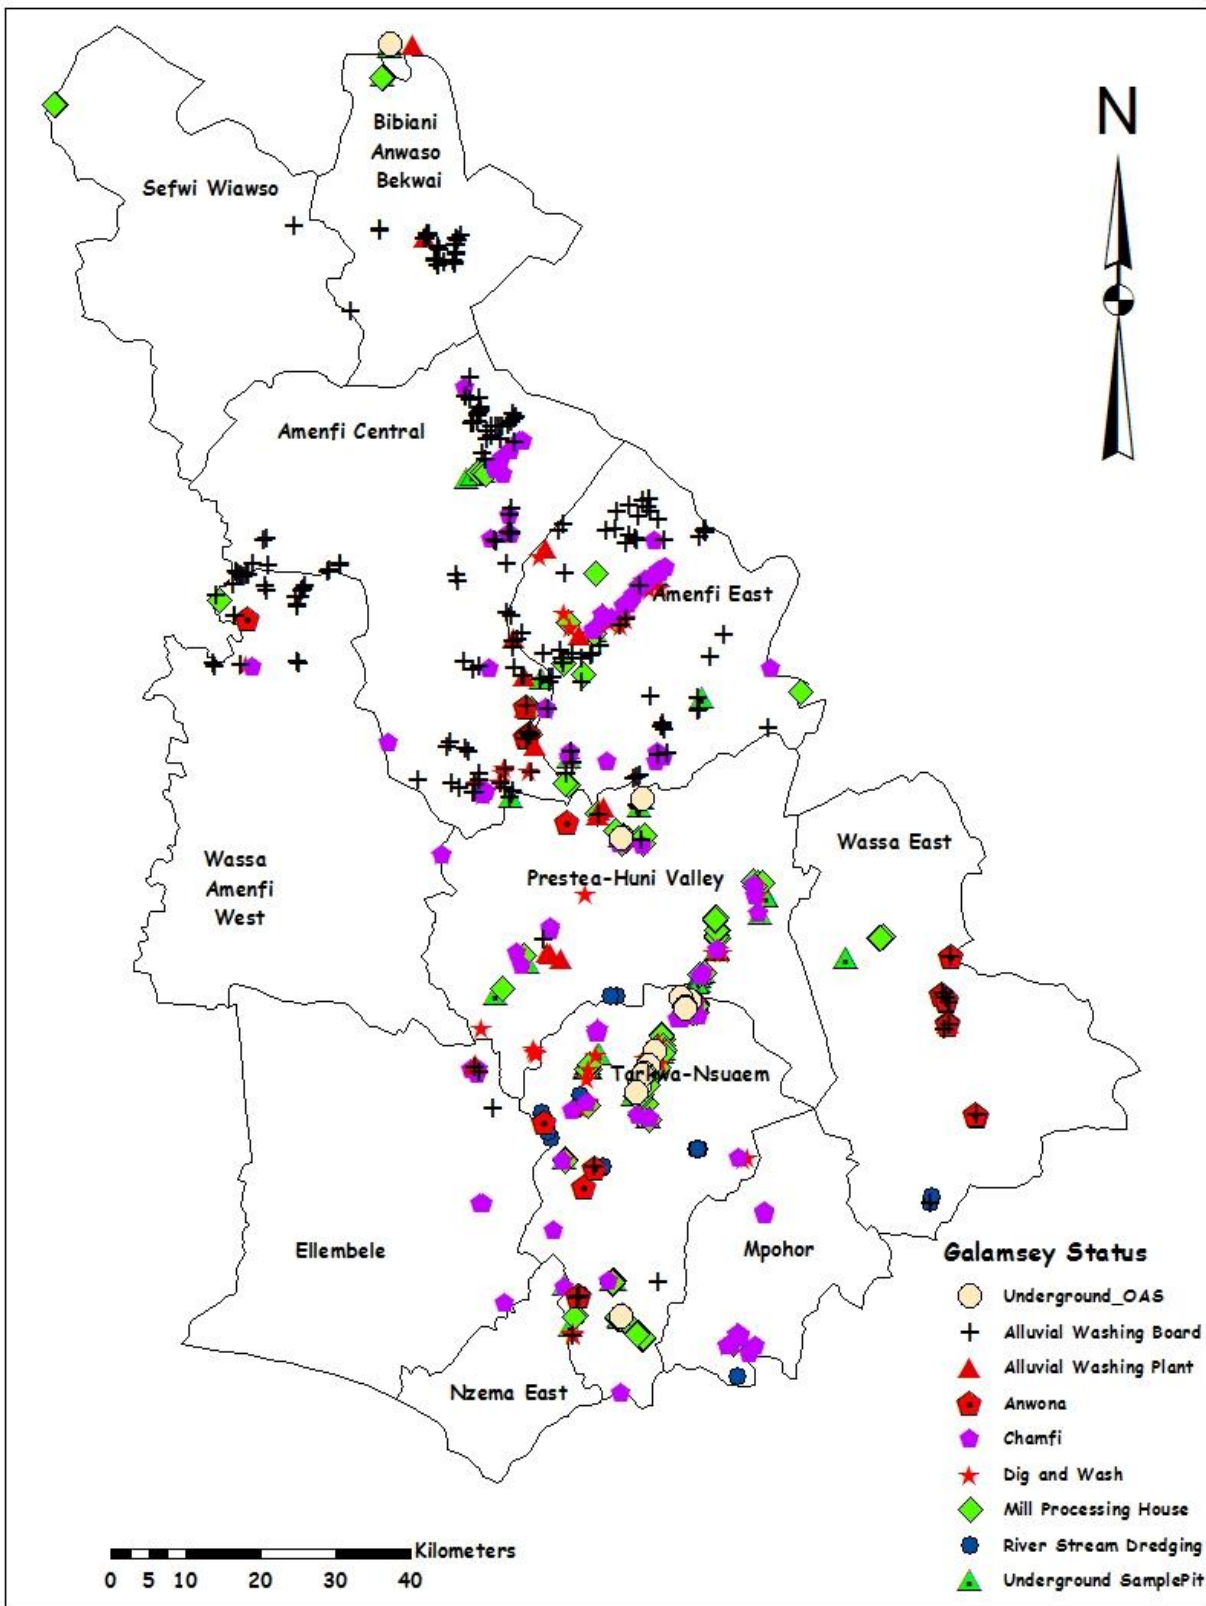 N
Bibiani
Anwaso
Bekwai
Sefwi Wiawso
Amenfi Central
Amenfi East
Wassa East
Wassa
Amenfi
West
Prestea-Huni Valley
Tarkwa-Nsuaem
Ellembele
Mpohor
Nzema East
Galamsey Status
Underground_OAS
Alluvial Washing Board
Alluvial Washing Plant
Anwona
Chamfi
Dig and Wash
Mill Processing House
River Stream Dredging
Underground SamplePit
Kilometers
0 5 10 20 30 40